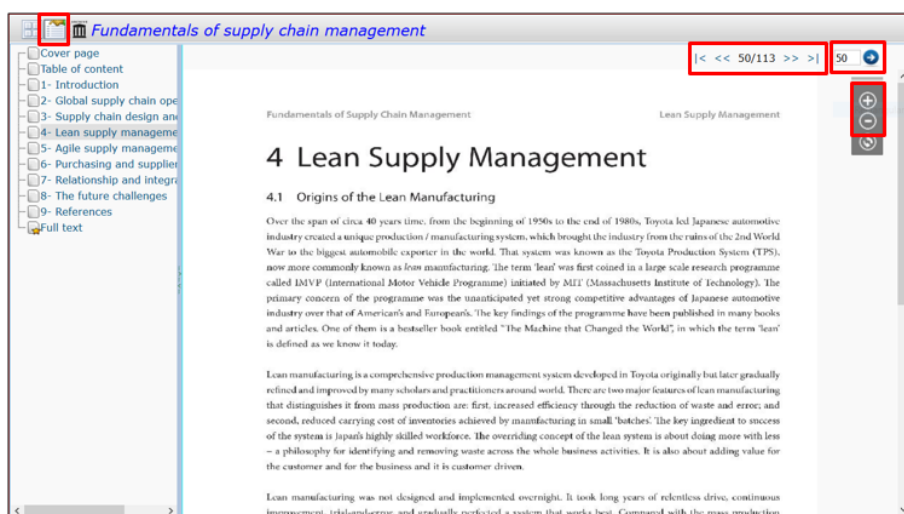 Fundamentals of supply chain management
Cover page
Table of content
1- Introduction
2- Global supply chain ope
3- Supply chain design an
4- Lean supply manageme
5- Agile supply manageme
6- Purchasing and supplier
7- Relationship and integra
8- The future challenges
9- References
Full text
|< << 50/113 >> >| 50
Fundamentals of Supply Chain Management Lean Supply Management
4 Lean Supply Management
4.1 Origins of the Lean Manufacturing
Over the span of circa 40 years time, from the beginning of 1950s to the end of 1980s, Toyota led Japanese automotive
industry created a unique production / manufacturing system, which brought the industry from the ruins of the 2nd World
War to the biggest automobile exporter in the world. That system was known as the Toyota Production System (TPS),
now more commonly known as lean manufacturing. The term 'lean' was first coined in a large scale research programme
called IMVP (International Motor Vehicle Programme) initiated by MIT (Massachusetts Institute of Technology). The
primary concern of the programme was the unanticipated yet strong competitive advantages of Japanese automotive
industry over that of American's and European's. The key findings of the programme have been published in many books
and articles. One of them is a bestseller book entitled "The Machine that Changed the World", in which the term 'lean'
is defined as we know it today.
Lean manufacturing is a comprehensive production management system developed in Toyota originally but later gradually
refined and improved by many scholars and practitioners around world. There are two major features of lean manufacturing
that distinguishes it from mass production are: first, increased efficiency through the reduction of waste and error; and
second, reduced carrying cost of inventories achieved by manufacturing in small 'batches'. The key ingredient to success
of the system is Japan's highly skilled workforce. The overriding concept of the lean system is about doing more with less
– a philosophy for identifying and removing waste across the whole business activities. It is also about adding value for
the customer and for the business and it is customer driven.
Lean manufacturing was not designed and implemented overnight. It took long years of relentless drive, continuous
improvement, trial-and-error, and gradually perfected a system that works best. Compared with the mass production